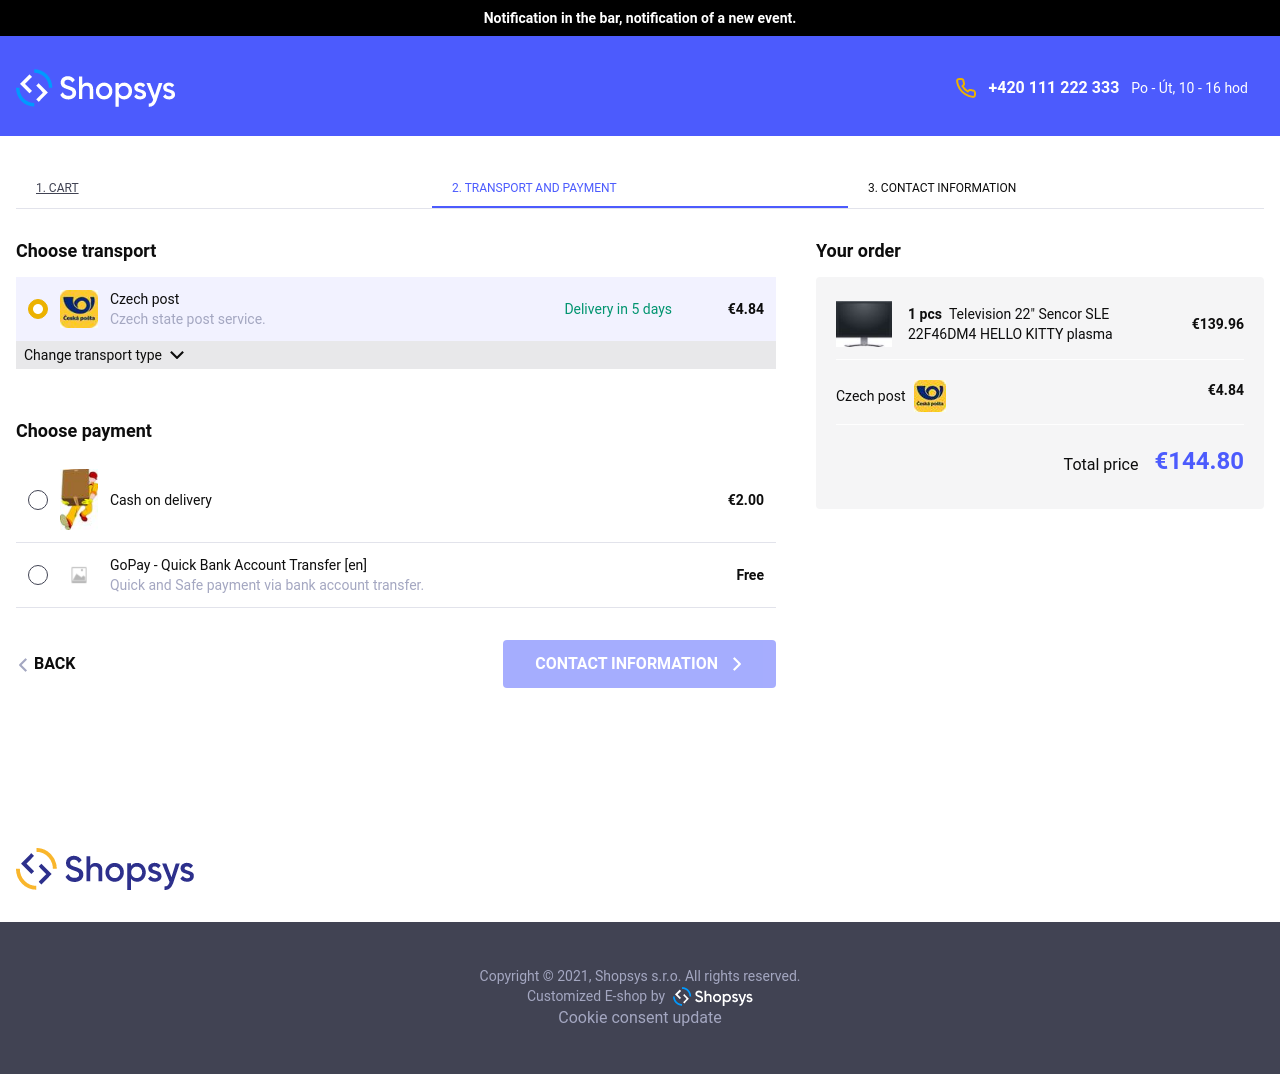 Notification in the bar, notification of a new event.
Shopsys
+420 111 222 333 Po - Út, 10 - 16 hod
1. CART
2. TRANSPORT AND PAYMENT
3. CONTACT INFORMATION
Choose transport
Česká pošta
Czech post
Czech state post service.
Delivery in 5 days
€4.84
Change transport type
Choose payment
Cash on delivery
€2.00
GoPay - Quick Bank Account Transfer [en]
Quick and Safe payment via bank account transfer.
Free
BACK
CONTACT INFORMATION
Your order
1 pcs Television 22" Sencor SLE
22F46DM4 HELLO KITTY plasma
€139.96
Czech post
Česká pošta
€4.84
Total price €144.80
Shopsys
Copyright © 2021, Shopsys s.r.o. All rights reserved.
Customized E-shop by Shopsys
Cookie consent update